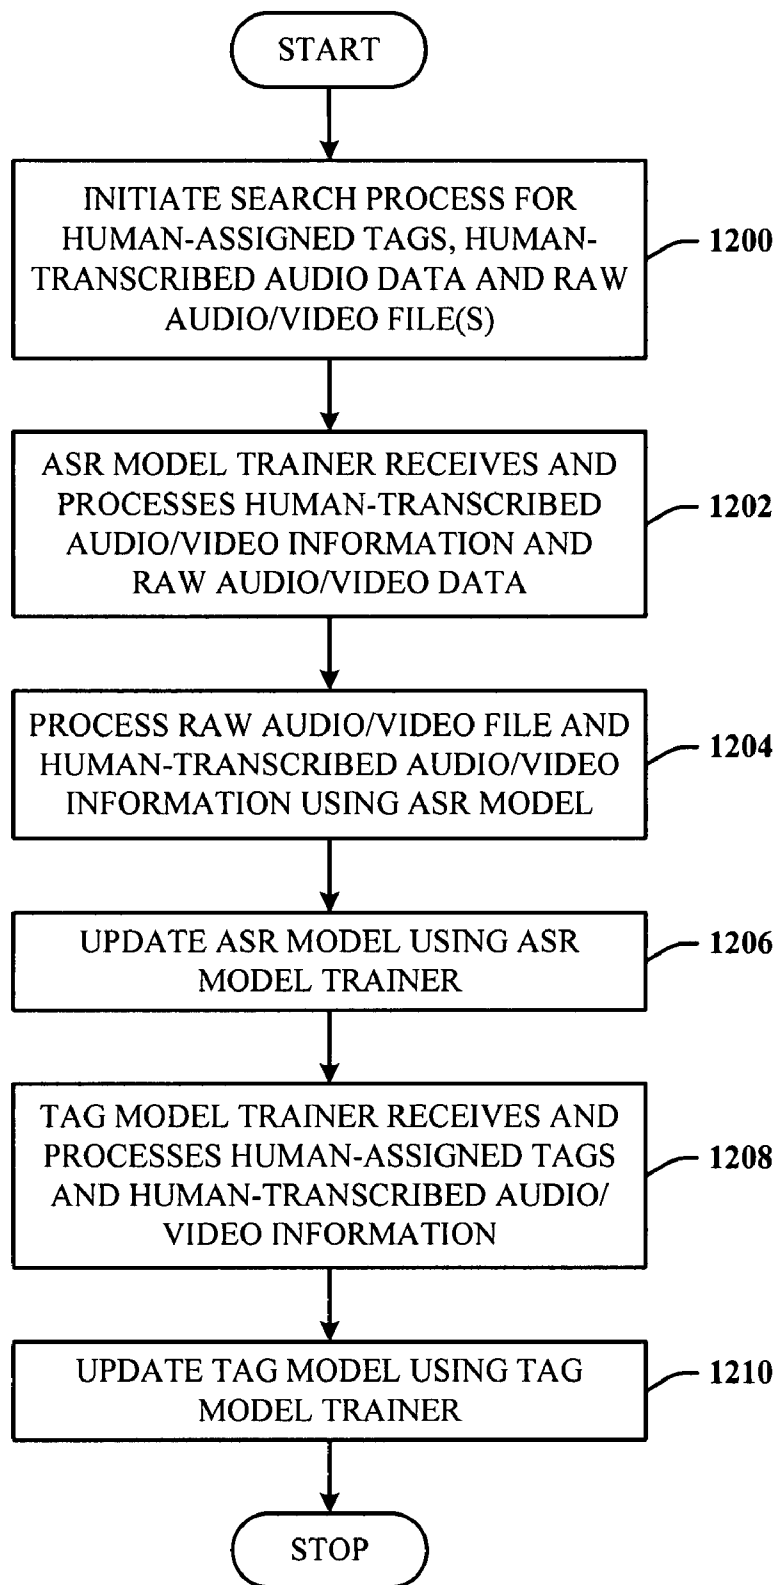 START
INITIATE SEARCH PROCESS FOR
HUMAN-ASSIGNED TAGS, HUMAN-
TRANSCRIBED AUDIO DATA AND RAW
AUDIO/VIDEO FILE(S)
1200
ASR MODEL TRAINER RECEIVES AND
PROCESSES HUMAN-TRANSCRIBED
AUDIO/VIDEO INFORMATION AND
RAW AUDIO/VIDEO DATA
1202
PROCESS RAW AUDIO/VIDEO FILE AND
HUMAN-TRANSCRIBED AUDIO/VIDEO
INFORMATION USING ASR MODEL
1204
UPDATE ASR MODEL USING ASR
MODEL TRAINER
1206
TAG MODEL TRAINER RECEIVES AND
PROCESSES HUMAN-ASSIGNED TAGS
AND HUMAN-TRANSCRIBED AUDIO/
VIDEO INFORMATION
1208
UPDATE TAG MODEL USING TAG
MODEL TRAINER
1210
STOP